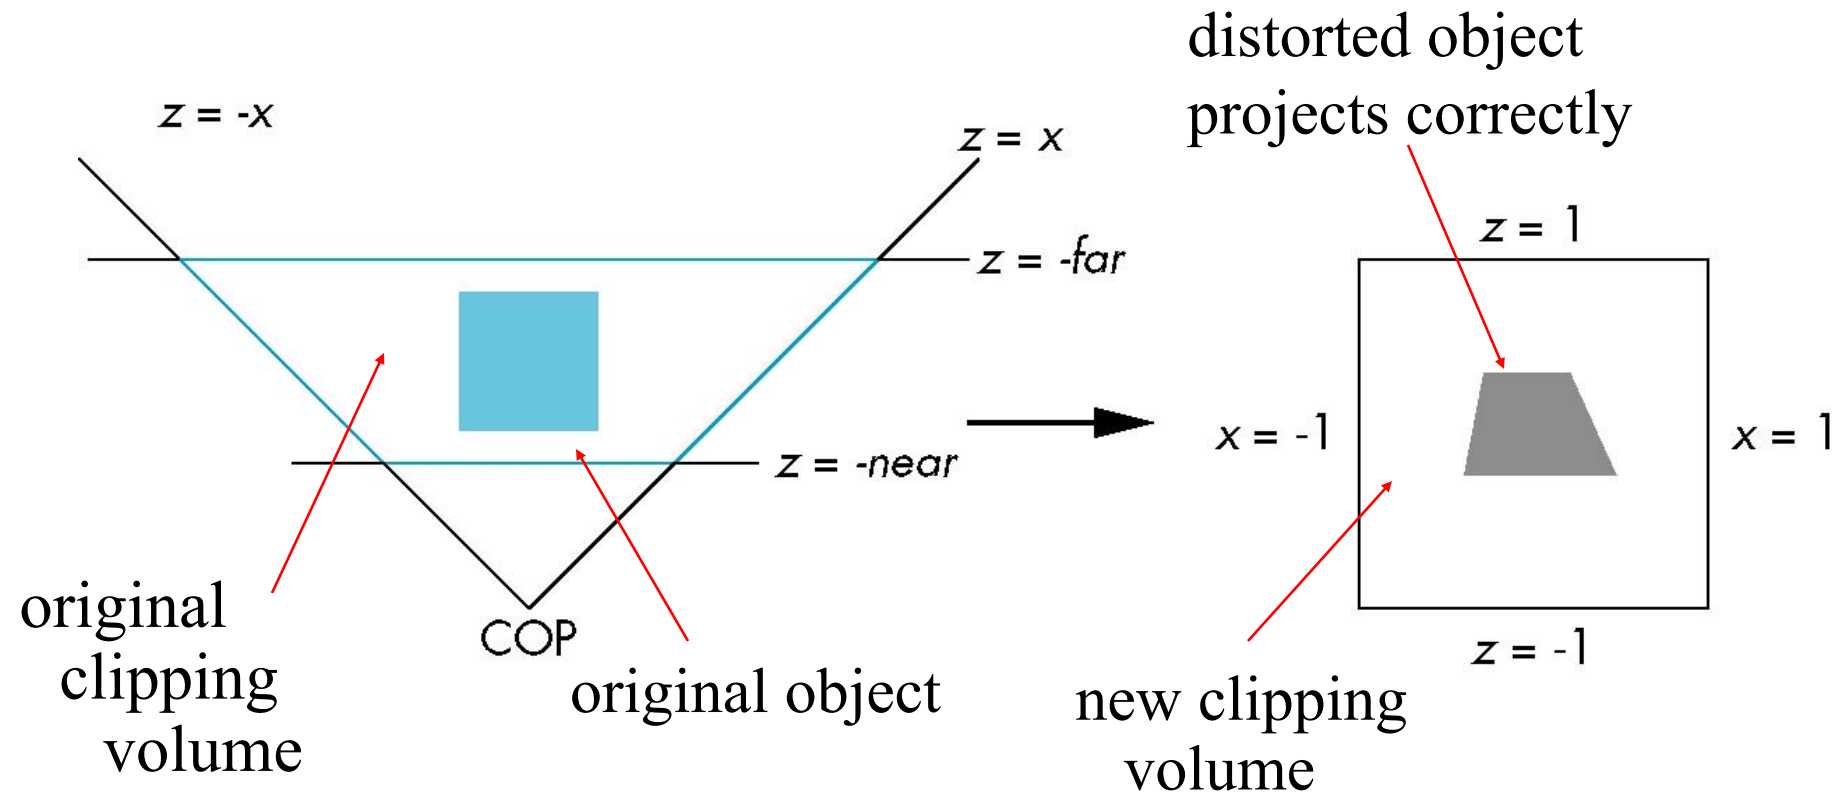 distorted object
projects correctly
z = -x
z = x
z = 1
z = -far
x = -1
x = 1
z = -near
original
clipping
volume
COP
original object
z = -1
new clipping
volume